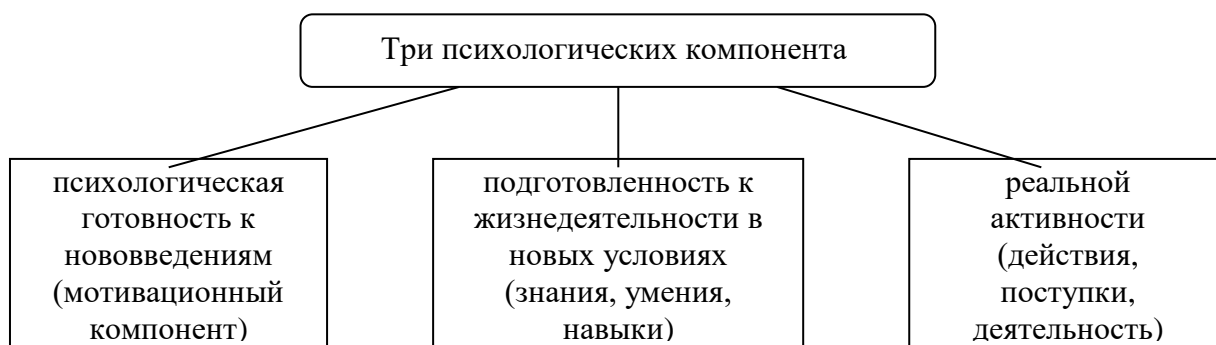 Три психологических компонента
психологическая
готовность к
нововведениям
(мотивационный
компонент)
подготовленность к
жизнедеятельности в
новых условиях
(знания, умения,
навыки)
реальной
активности
(действия,
поступки,
деятельность)